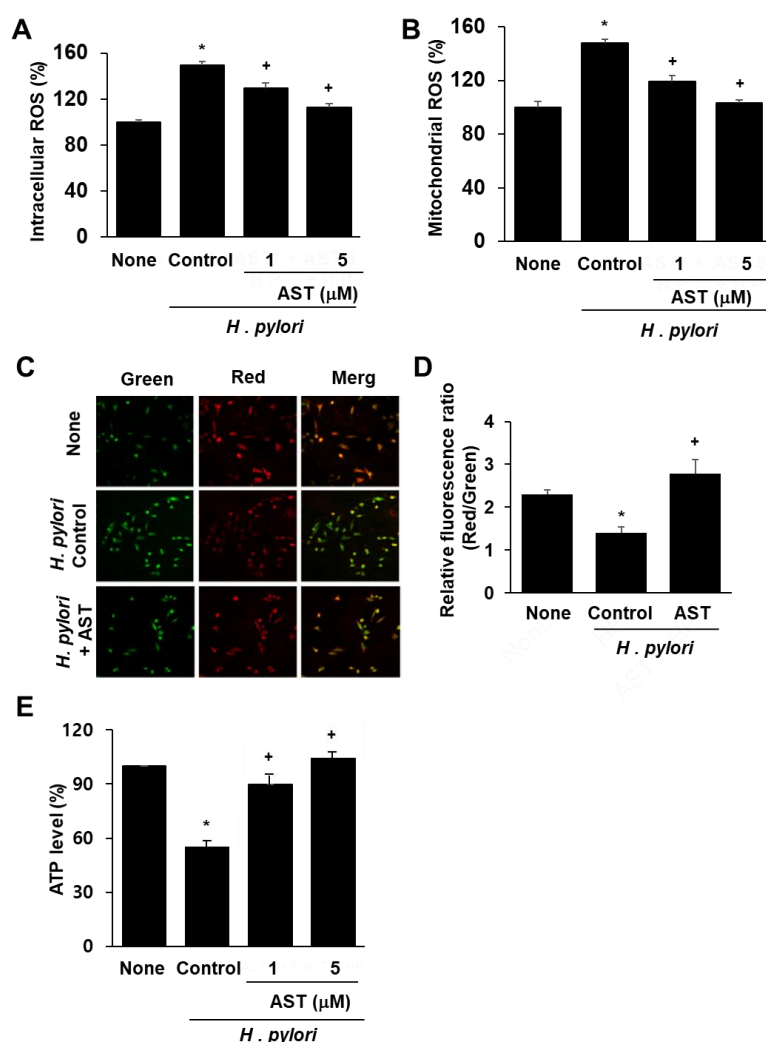 A
Intracellular ROS (%)
160
120
80
40
0
*
+
+
None Control 1 5
AST (μM)
H . pylori
B
Mitochondrial ROS (%)
160
120
80
40
0
*
+
+
None Control 1 5
AST (μM)
H . pylori
C
Green Red Merg
None
H. pylori
Control
H. pylori
+ AST
D
Relative fluorescence ratio
(Red/Green)
4
3
2
1
0
*
+
None Control AST
H . pylori
E
ATP level (%)
120
90
60
30
0
*
+
+
None Control 1 5
AST (μM)
H . pylori